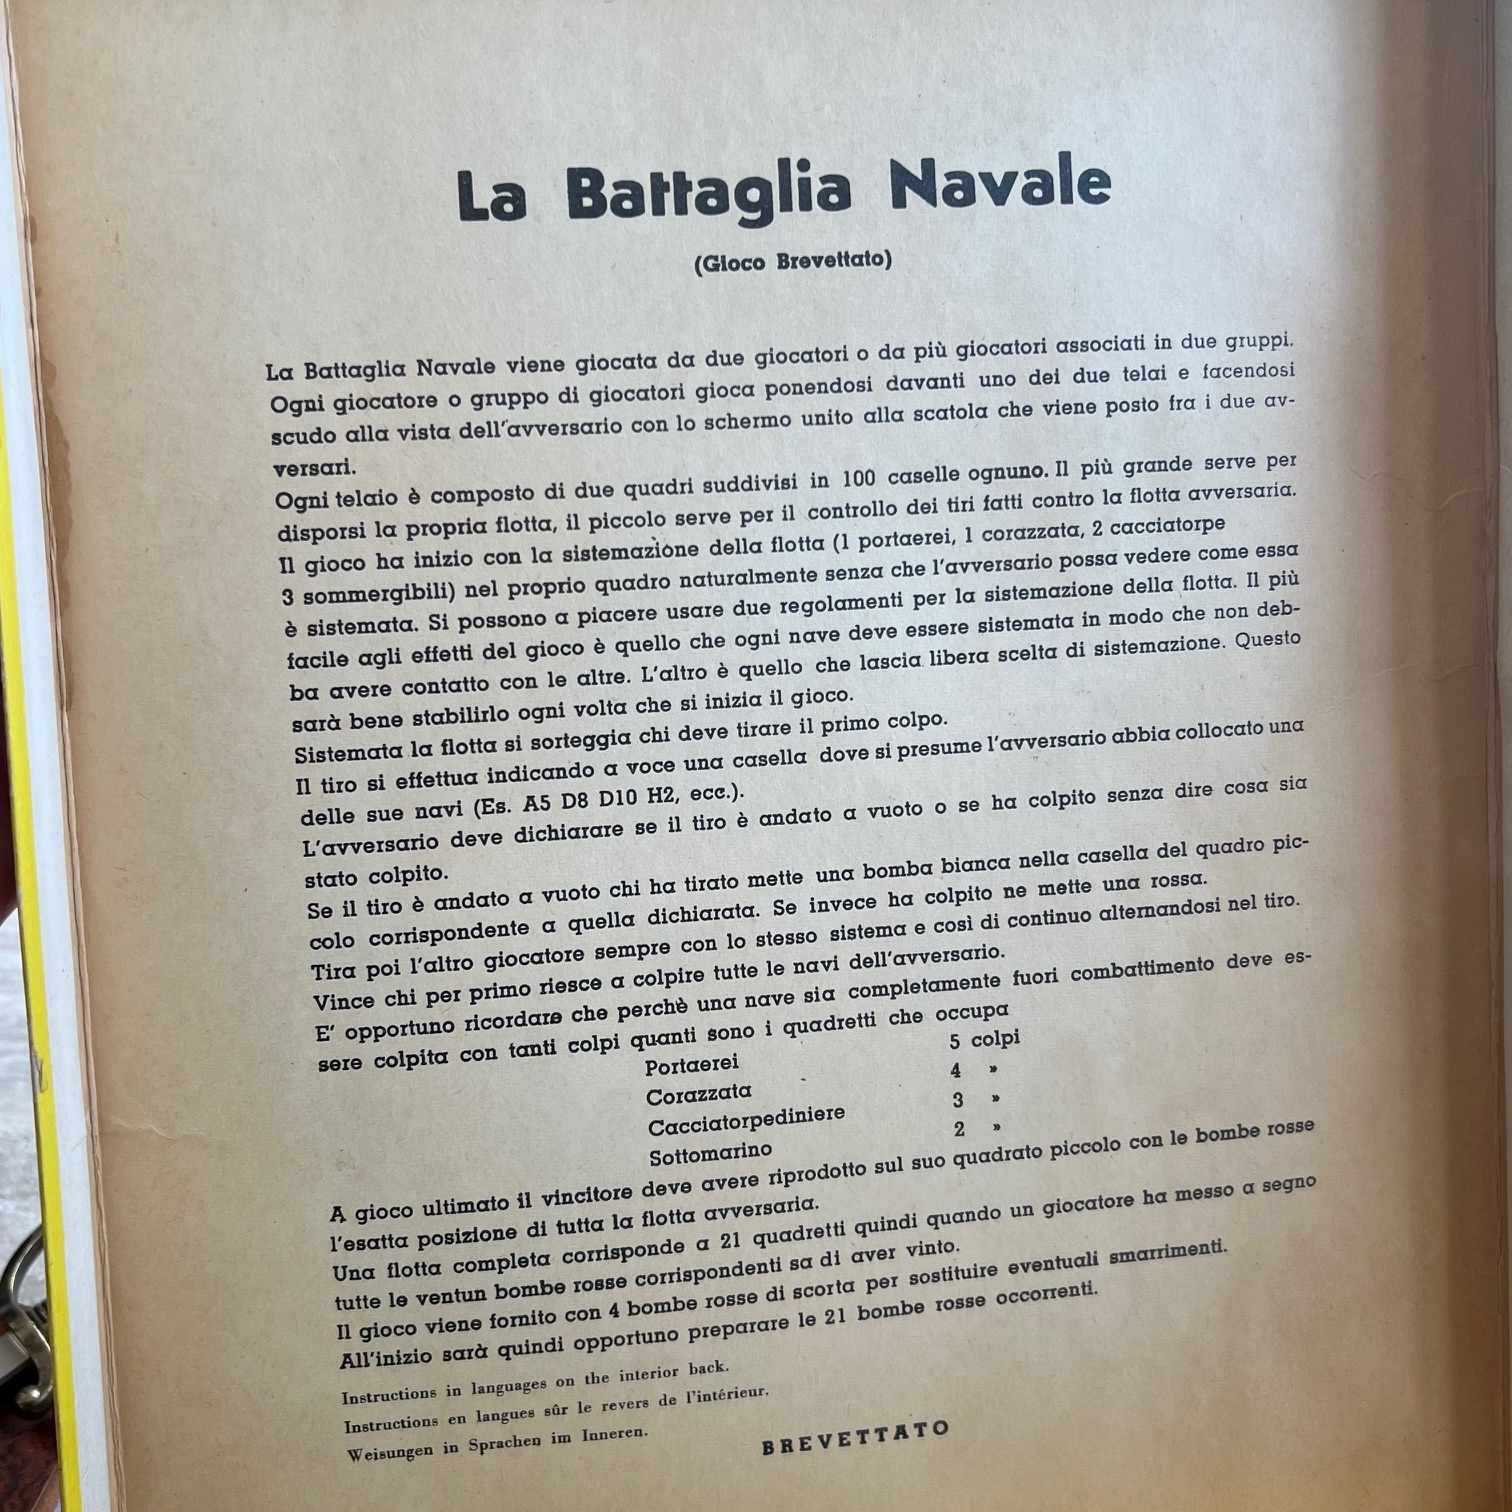 La Battaglia Navale
(Gioco Brevettato)
La Battaglia Navale viene giocata da due giocatori o da più giocatori associati in due gruppi.
Ogni giocatore o gruppo di giocatori gioca ponendosi davanti uno dei due telai e facendosi
scudo alla vista dell'avversario con lo schermo unito alla scatola che viene posto fra i due av-
versari.
Ogni telaio è composto di due quadri suddivisi in 100 caselle ognuno. Il più grande serve per
disporsi la propria flotta, il piccolo serve per il controllo dei tiri fatti contro la flotta avversaria.
Il gioco ha inizio con la sistemazione della flotta (1 portaerei, 1 corazzata, 2 cacciatorpe
3 sommergibili) nel proprio quadro naturalmente senza che l'avversario possa vedere come essa
è sistemata. Si possono a piacere usare due regolamenti per la sistemazione della flotta. Il più
facile agli effetti del gioco è quello che ogni nave deve essere sistemata in modo che non deb-
ba avere contatto con le altre. L'altro è quello che lascia libera scelta di sistemazione. Questo
sarà bene stabilirlo ogni volta che si inizia il gioco.
Sistemata la flotta si sorteggia chi deve tirare il primo colpo.
Il tiro si effettua indicando a voce una casella dove si presume l'avversario abbia collocato una
delle sue navi (Es. A5 D8 D10 H2, ecc.).
L'avversario deve dichiarare se il tiro è andato a vuoto o se ha colpito senza dire cosa sia
stato colpito.
Se il tiro è andato a vuoto chi ha tirato mette una bomba bianca nella casella del quadro pic-
colo corrispondente a quella dichiarata. Se invece ha colpito ne mette una rossa.
Tira poi l'altro giocatore sempre con lo stesso sistema e così di continuo alternandosi nel tiro.
Vince chi per primo riesce a colpire tutte le navi dell'avversario.
E' opportuno ricordare che perchè una nave sia completamente fuori combattimento deve es-
sere colpita con tanti colpi quanti sono i quadretti che occupa
Portaerei 5 colpi
Corazzata 4 »
Cacciatorpediniere 3 »
Sottomarino 2 »
A gioco ultimato il vincitore deve avere riprodotto sul suo quadrato piccolo con le bombe rosse
l'esatta posizione di tutta la flotta avversaria.
Una flotta completa corrisponde a 21 quadretti quindi quando un giocatore ha messo a segno
tutte le ventun bombe rosse corrispondenti sa di aver vinto.
Il gioco viene fornito con 4 bombe rosse di scorta per sostituire eventuali smarrimenti.
All'inizio sarà quindi opportuno preparare le 21 bombe rosse occorrenti.
Instructions in languages on the interior back.
Instructions en langues sûr le revers de l'intérieur.
Weisungen in Sprachen im Inneren.
BREVETTATO